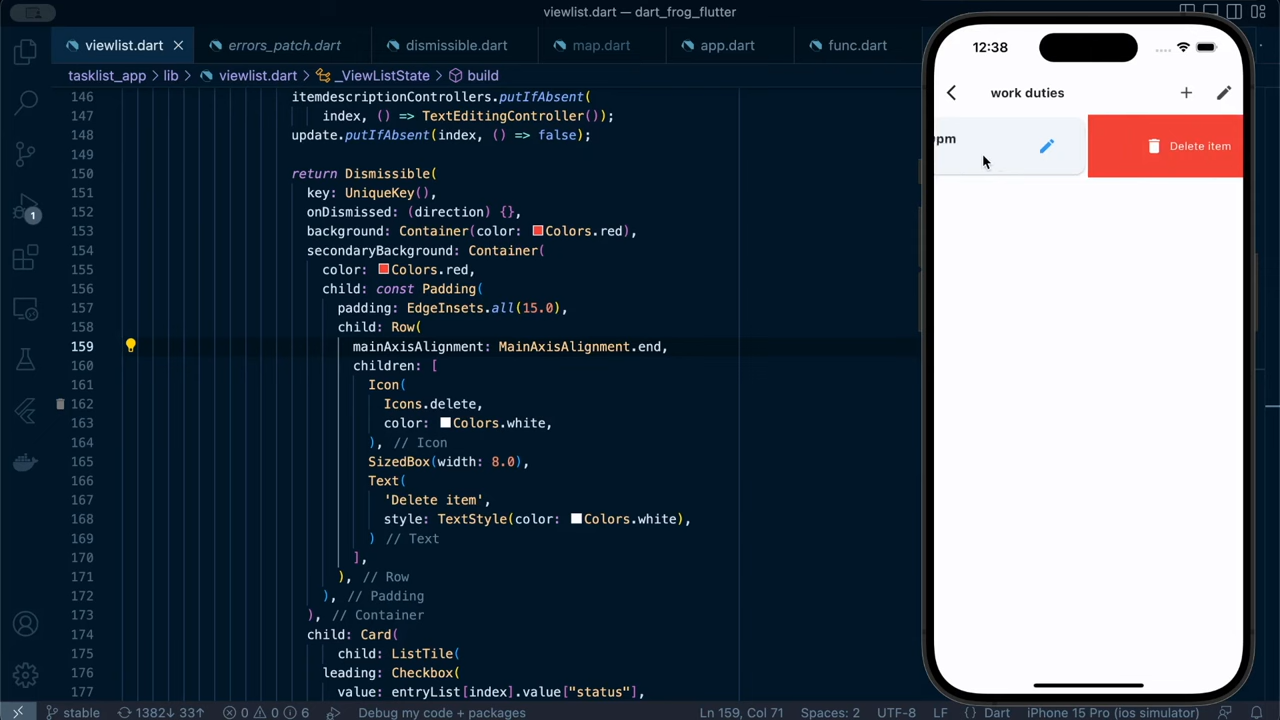 viewlist.dart — dart_frog_flutter
viewlist.dart
errors_patch.dart
dismissible.dart
map.dart
app.dart
func.dart
tasklist_app › lib › viewlist.dart › _ViewListState › build
146 itemdescriptionControllers.putIfAbsent(
147 index, () => TextEditingController());
148 update.putIfAbsent(index, () => false);
149
150 return Dismissible(
151 key: UniqueKey(),
152 onDismissed: (direction) {},
153 background: Container(color: Colors.red),
154 secondaryBackground: Container(
155 color: Colors.red,
156 child: const Padding(
157 padding: EdgeInsets.all(15.0),
158 child: Row(
159 mainAxisAlignment: MainAxisAlignment.end,
160 children: [
161 Icon(
162 Icons.delete,
163 color: Colors.white,
164 ), // Icon
165 SizedBox(width: 8.0),
166 Text(
167 'Delete item',
168 style: TextStyle(color: Colors.white),
169 ) // Text
170 ],
171 ), // Row
172 ), // Padding
173 ), // Container
174 child: Card(
175 child: ListTile(
176 leading: Checkbox(
177 value: entryList[index].value["status"],
1
stable 1382↓ 33↑ 0 0 6 Debug my code + packages
Ln 159, Col 71 Spaces: 2 UTF-8 LF {} Dart iPhone 15 Pro (ios simulator)
12:38
work duties
pm
Delete item